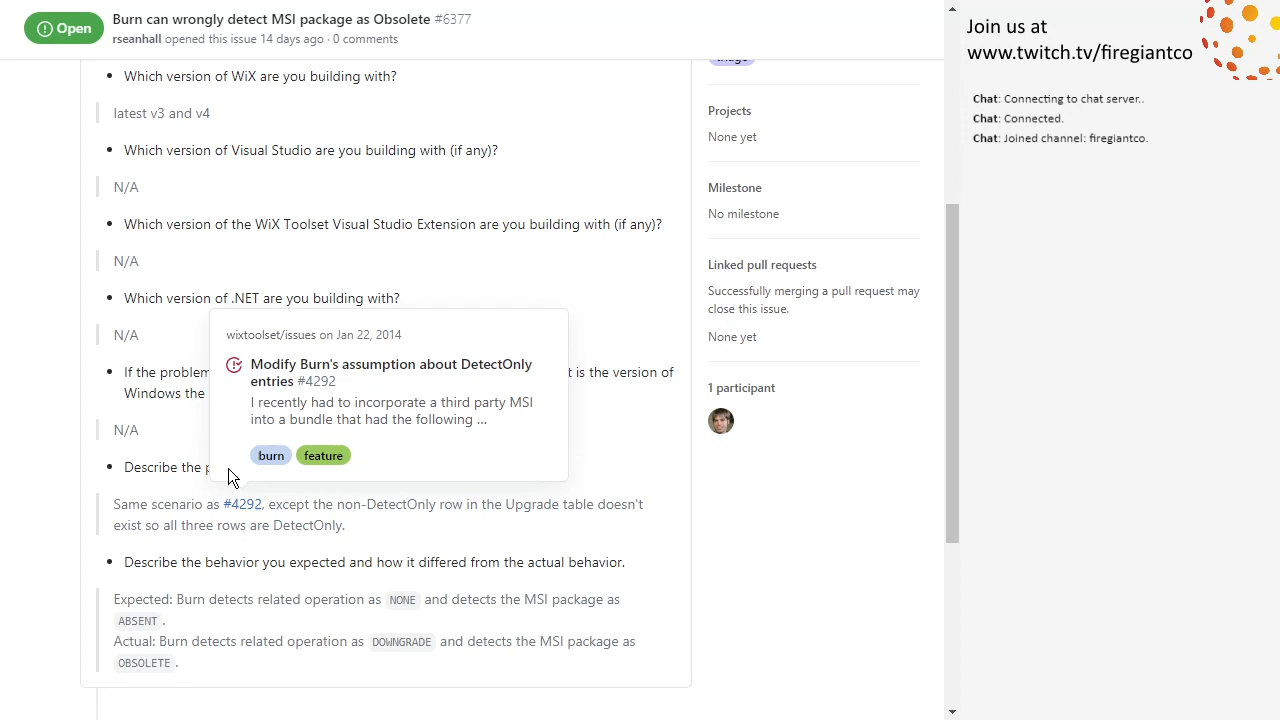 Open
Burn can wrongly detect MSI package as Obsolete #6377
rseanhall opened this issue 14 days ago · 0 comments
Which version of WiX are you building with?
latest v3 and v4
Which version of Visual Studio are you building with (if any)?
N/A
Which version of the WiX Toolset Visual Studio Extension are you building with (if any)?
N/A
Which version of .NET are you building with?
N/A
If the problem
t is the version of
Windows the
N/A
Describe the p
wixtoolset/issues on Jan 22, 2014
Modify Burn's assumption about DetectOnly
entries #4292
I recently had to incorporate a third party MSI
into a bundle that had the following ...
burn feature
Same scenario as #4292, except the non-DetectOnly row in the Upgrade table doesn't
exist so all three rows are DetectOnly.
Describe the behavior you expected and how it differed from the actual behavior.
Expected: Burn detects related operation as NONE and detects the MSI package as
ABSENT.
Actual: Burn detects related operation as DOWNGRADE and detects the MSI package as
OBSOLETE.
Projects
None yet
Milestone
No milestone
Linked pull requests
Successfully merging a pull request may
close this issue.
None yet
1 participant
Join us at
www.twitch.tv/firegiantco
Chat: Connecting to chat server..
Chat: Connected.
Chat: Joined channel: firegiantco.